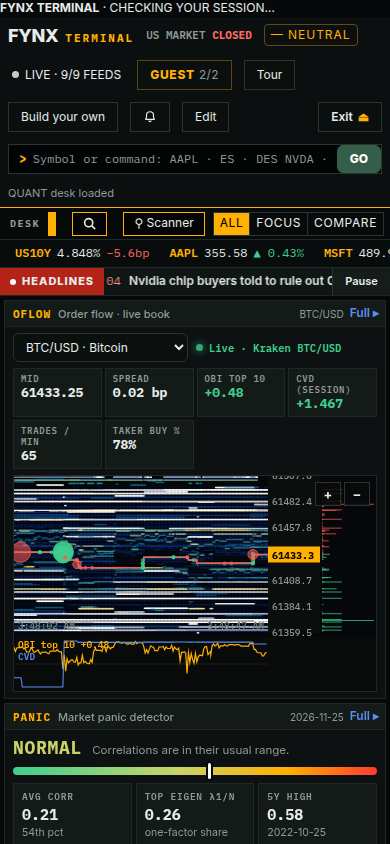 FYNX TERMINAL · CHECKING YOUR SESSION...
FYNX TERMINAL US MARKET CLOSED — NEUTRAL
LIVE · 9/9 FEEDS GUEST 2/2 Tour
Build your own Edit Exit
> Symbol or command: AAPL · ES · DES NVDA · GO
QUANT desk loaded
DESK Scanner ALL FOCUS COMPARE
US10Y 4.848% −5.6bp AAPL 355.58 ▲ 0.43% MSFT 489.
HEADLINES 04 Nvidia chip buyers told to rule out Pause
OFLOW Order flow · live book BTC/USD Full ▸
BTC/USD · Bitcoin Live · Kraken BTC/USD
MID SPREAD OBI TOP 10 CVD (SESSION)
61433.25 0.02 bp +0.48 +1.467
TRADES / MIN TAKER BUY %
65 78%
+ −
61482.4
61457.8
61433.3
61408.7
61384.1
61359.5
OBI top 10 +0.48
CVD
PANIC Market panic detector 2026-11-25 Full ▸
NORMAL Correlations are in their usual range.
AVG CORR TOP EIGEN λ1/N 5Y HIGH
0.21 0.26 0.58
54th pct one-factor share 2022-10-25